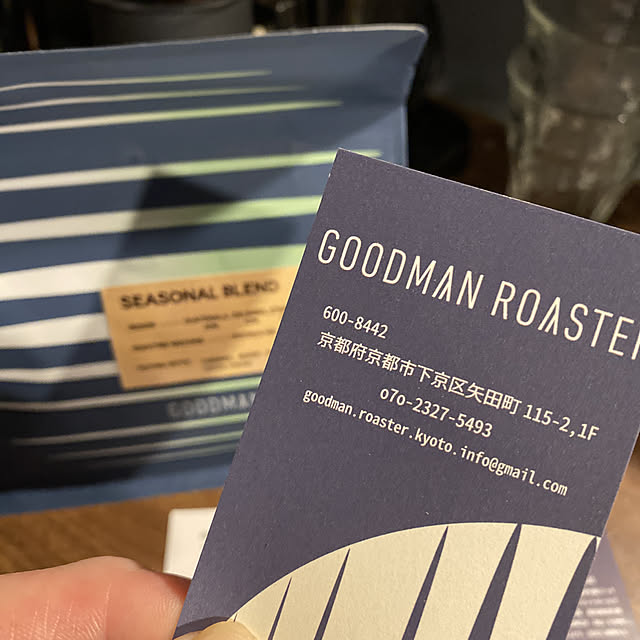 SEASONAL BLEND
GOODMAN
GOODMAN ROASTER
600-8442
京都府京都市下京区矢田町 115-2,1F
070-2327-5493
goodman.roaster.kyoto.info@gmail.com